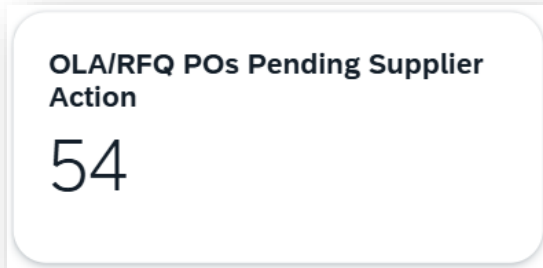 OLA/RFQ POs Pending Supplier
Action
54